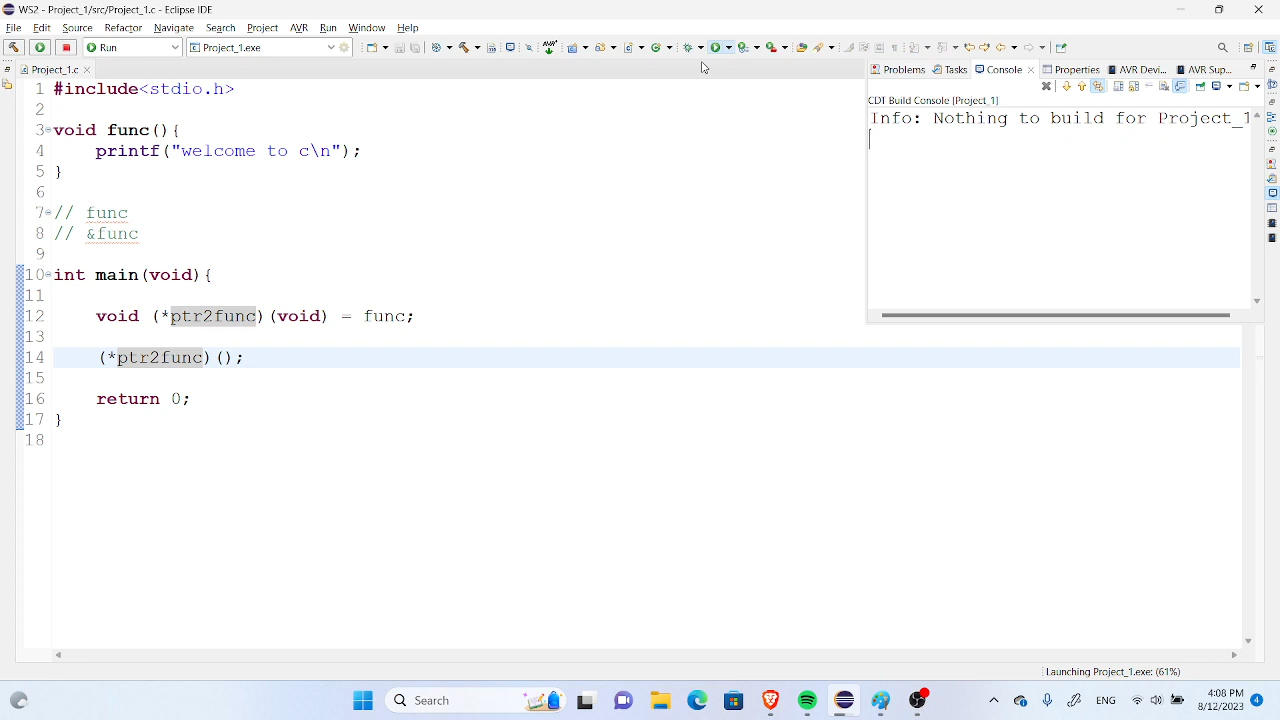 WS2 - Project_1/src/Project_1.c - Eclipse IDE
File Edit Source Refactor Navigate Search Project AVR Run Window Help
Run Project_1.exe
Project_1.c
Problems Tasks Console Properties AVR Devi... AVR Sup...
CDT Build Console [Project_1]
Info: Nothing to build for Project_1
1 #include<stdio.h>
2
3 void func(){
4 printf("welcome to c\n");
5 }
6
7 // func
8 // &func
9
10 int main(void){
11
12 void (*ptr2func)(void) = func;
13
14 (*ptr2func)();
15
16 return 0;
17 }
18
Launching Project_1.exe: (61%)
Search
ENG
4:08 PM
8/12/2023
4